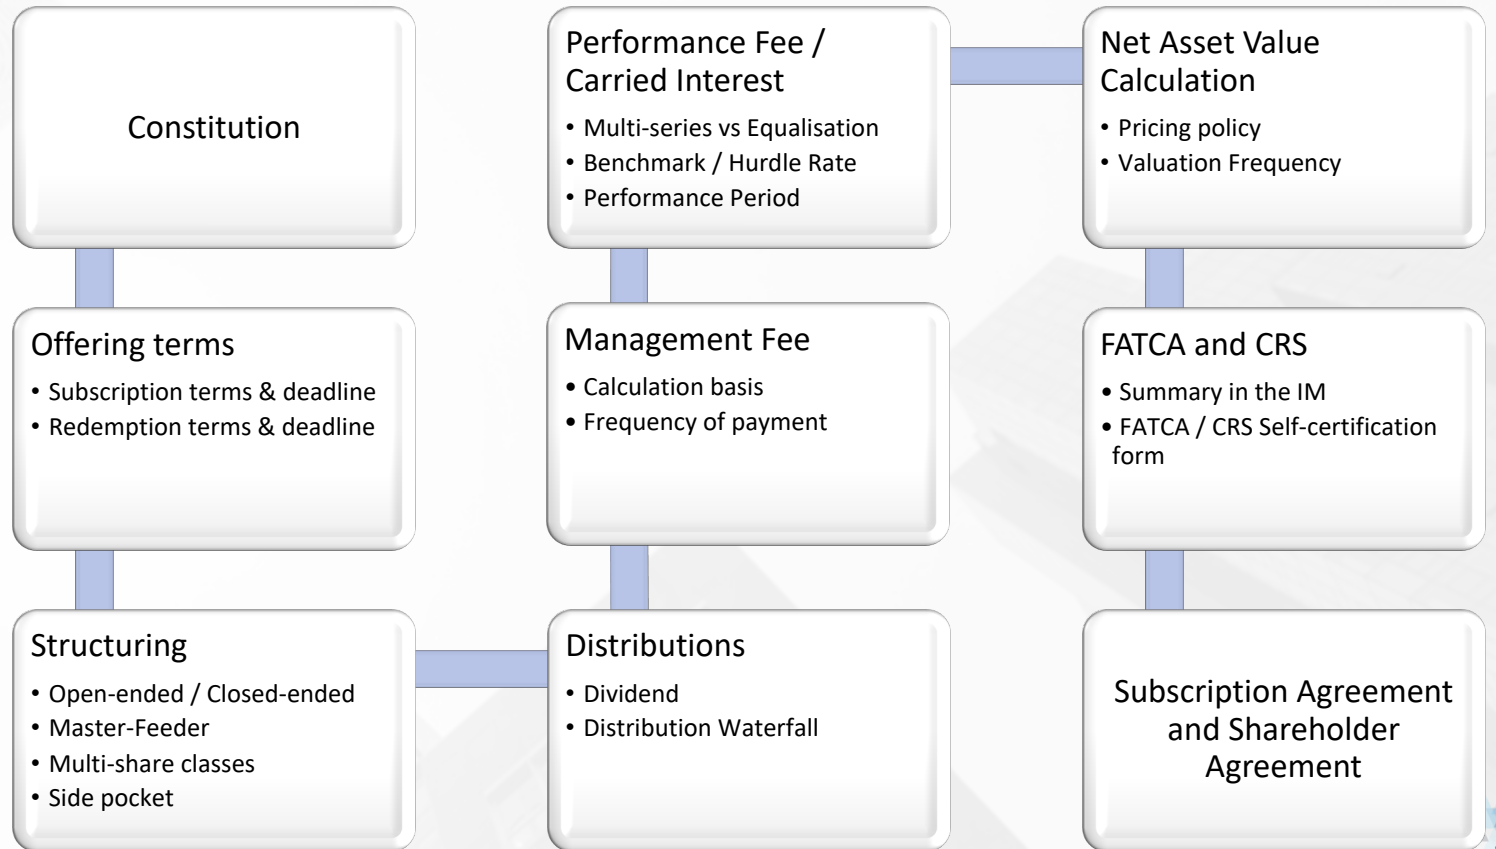 Constitution
Offering terms
• Subscription terms & deadline
• Redemption terms & deadline
Structuring
• Open-ended / Closed-ended
• Master-Feeder
• Multi-share classes
• Side pocket
Distributions
• Dividend
• Distribution Waterfall
Management Fee
• Calculation basis
• Frequency of payment
Performance Fee /
Carried Interest
• Multi-series vs Equalisation
• Benchmark / Hurdle Rate
• Performance Period
Net Asset Value
Calculation
• Pricing policy
• Valuation Frequency
FATCA and CRS
• Summary in the IM
• FATCA / CRS Self-certification
form
Subscription Agreement
and Shareholder
Agreement